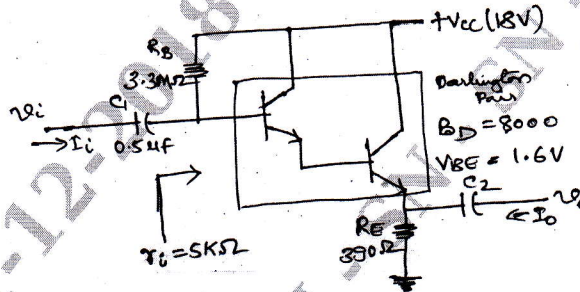 +Vcc (18V)
RB
3.3MΩ
Darlington
Pair
βD = 8000
VBE = 1.6V
C1
vi
Ii
0.5μf
C2
Io
RE
390Ω
ri = 5KΩ